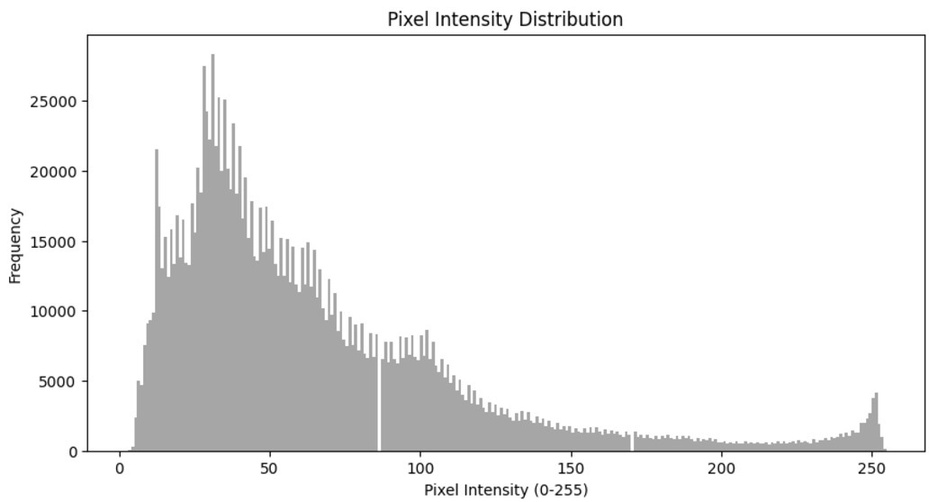 Pixel Intensity Distribution
Frequency
25000
20000
15000
10000
5000
0
0 50 100 150 200 250
Pixel Intensity (0-255)